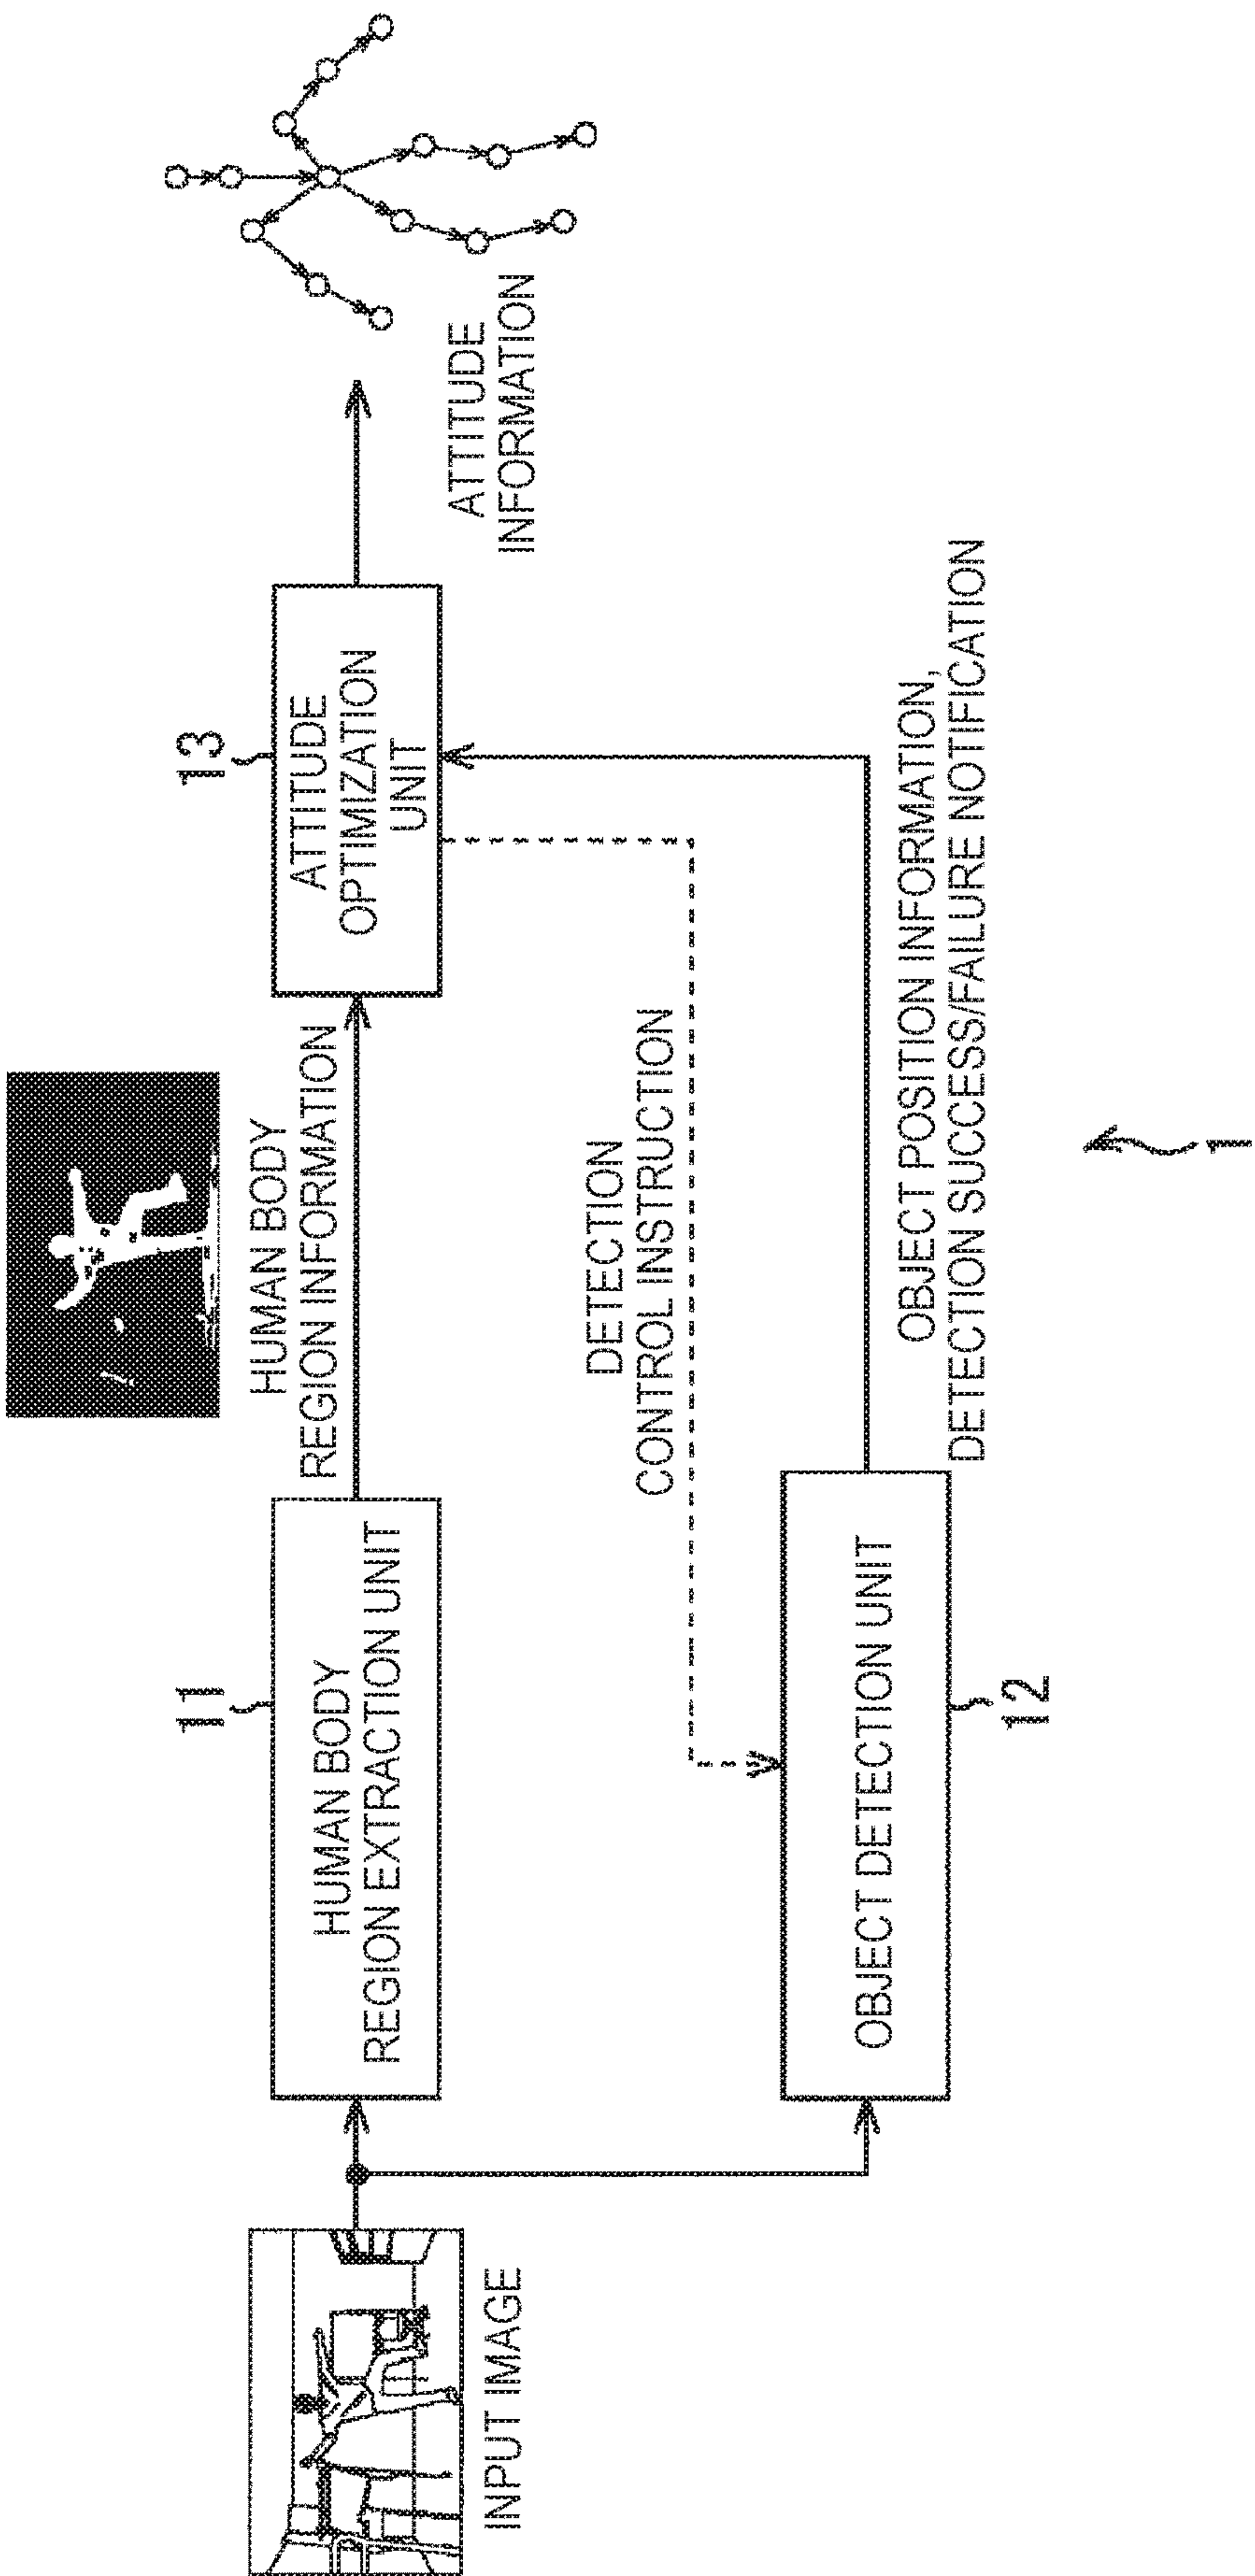 INPUT IMAGE
11
HUMAN BODY
REGION EXTRACTION UNIT
HUMAN BODY
REGION INFORMATION
13
ATTITUDE
OPTIMIZATION
UNIT
ATTITUDE
INFORMATION
DETECTION
CONTROL INSTRUCTION
OBJECT DETECTION UNIT
12
OBJECT POSITION INFORMATION,
DETECTION SUCCESS/FAILURE NOTIFICATION
1